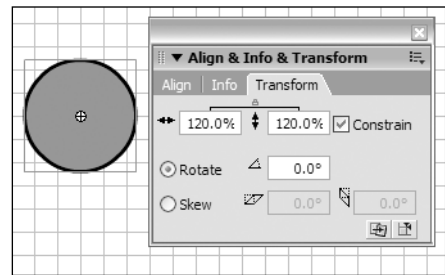 Align & Info & Transform
Align Info Transform
120.0% 120.0% Constrain
Rotate 0.0°
Skew 0.0° 0.0°